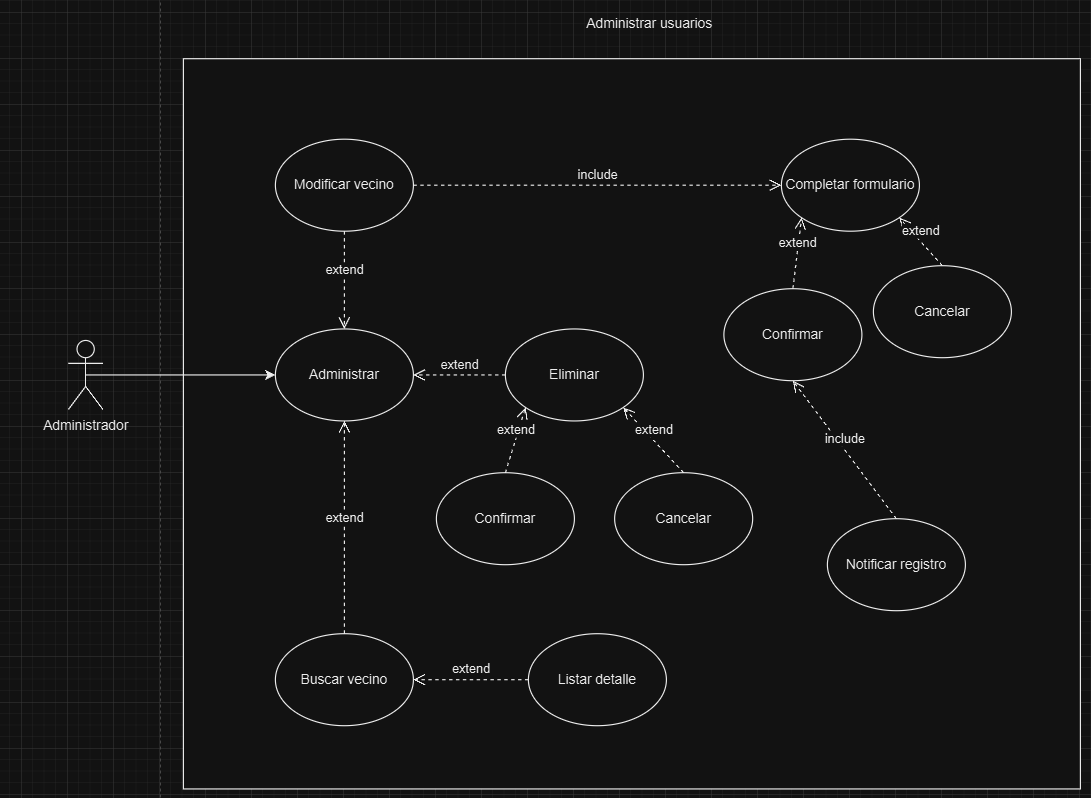 Administrar usuarios
Modificar vecino
include
Completar formulario
extend
extend
extend
Cancelar
Confirmar
Administrar
extend
Eliminar
Administrador
extend
extend
include
extend
Confirmar
Cancelar
Notificar registro
Buscar vecino
extend
Listar detalle